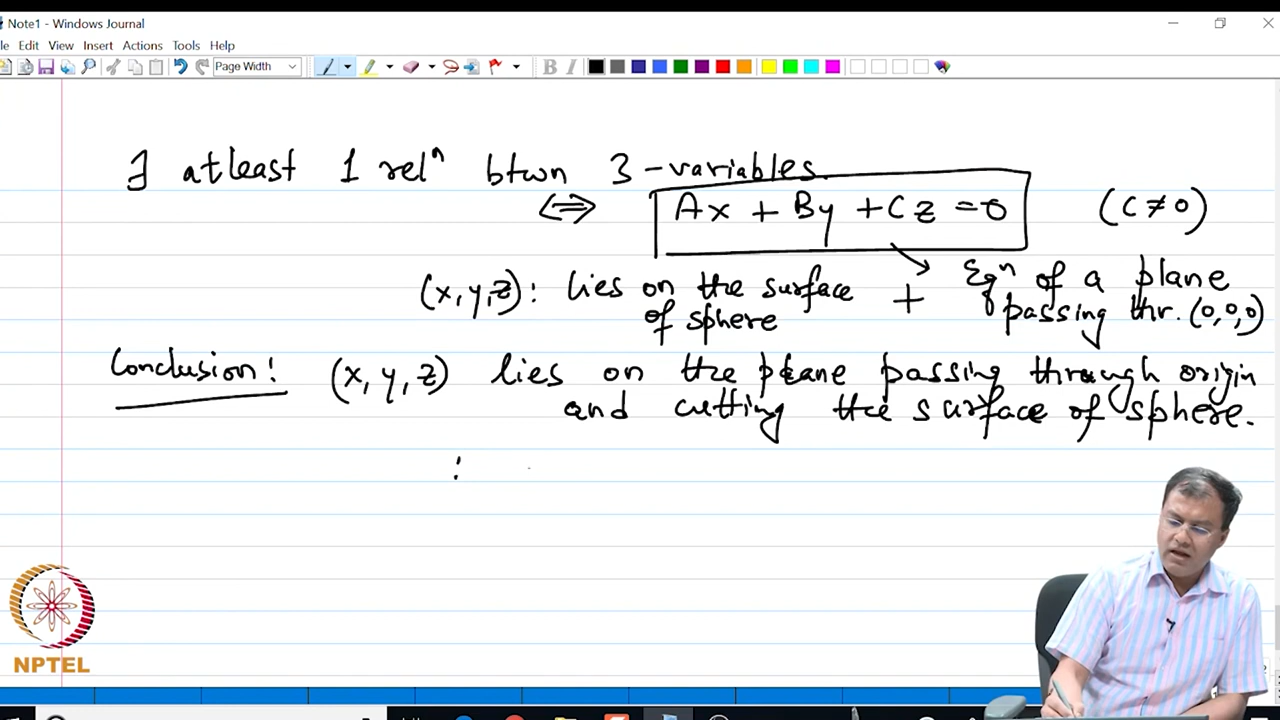 Note1 - Windows Journal
le Edit View Insert Actions Tools Help
Page Width
∃ atleast 1 relⁿ btwn 3-variables.
⟺ Ax + By + Cz = 0 (C ≠ 0)
(x, y, z) : lies on the surface of sphere + Eqⁿ of a plane passing thr. (0, 0, 0)
Conclusion! (x, y, z) lies on the plane passing through origin
and cutting the surface of sphere.
:
NPTEL